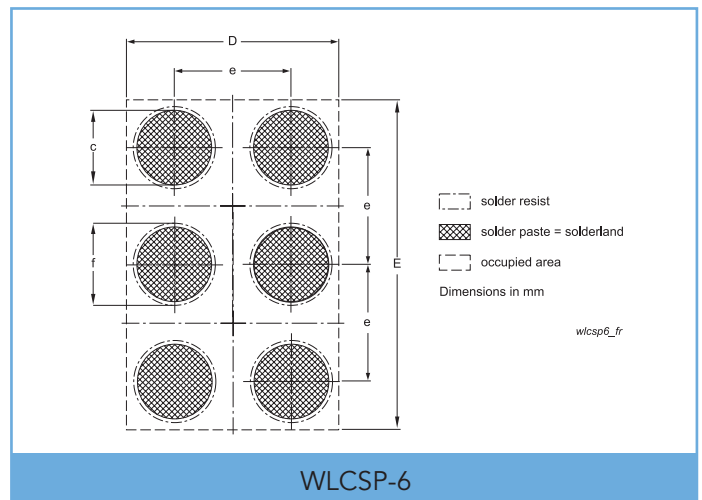 D
e
c
e
solder resist
solder paste = solderland
f
E
occupied area
Dimensions in mm
e
wlcsp6_fr
WLCSP-6